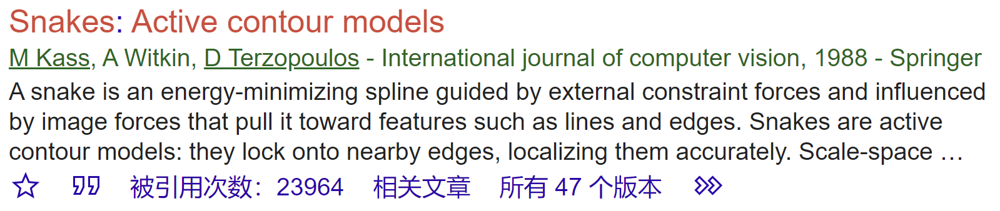 Snakes: Active contour models
M Kass, A Witkin, D Terzopoulos - International journal of computer vision, 1988 - Springer
A snake is an energy-minimizing spline guided by external constraint forces and influenced
by image forces that pull it toward features such as lines and edges. Snakes are active
contour models: they lock onto nearby edges, localizing them accurately. Scale-space …
被引用次数：23964 相关文章 所有 47 个版本